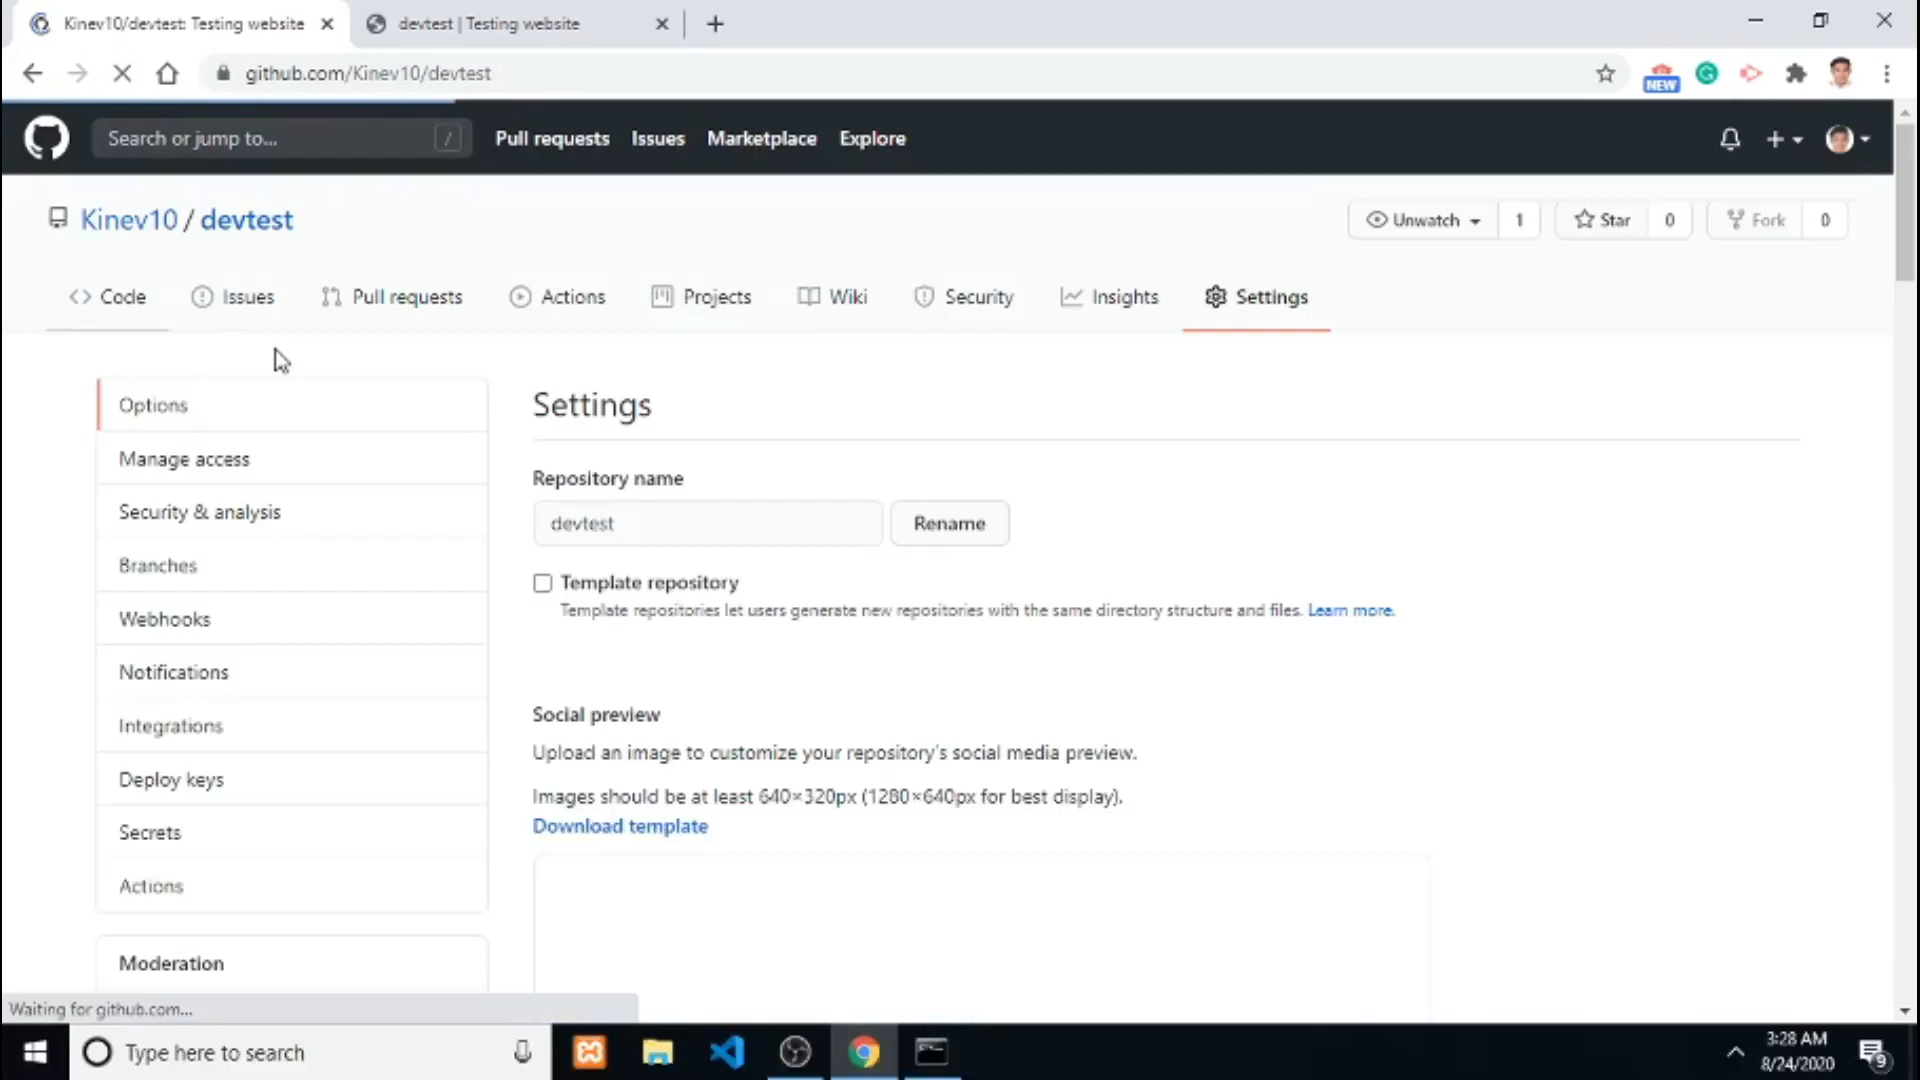 Kinev10/devtest: Testing website
devtest | Testing website
github.com/Kinev10/devtest
NEW
Search or jump to...
/
Pull requests
Issues
Marketplace
Explore
Kinev10 / devtest
Unwatch
1
Star
0
Fork
0
Code
Issues
Pull requests
Actions
Projects
Wiki
Security
Insights
Settings
Options
Manage access
Security & analysis
Branches
Webhooks
Notifications
Integrations
Deploy keys
Secrets
Actions
Moderation
Settings
Repository name
devtest
Rename
Template repository
Template repositories let users generate new repositories with the same directory structure and files. Learn more.
Social preview
Upload an image to customize your repository's social media preview.
Images should be at least 640×320px (1280×640px for best display).
Download template
Waiting for github.com...
Type here to search
3:28 AM
8/24/2020
9